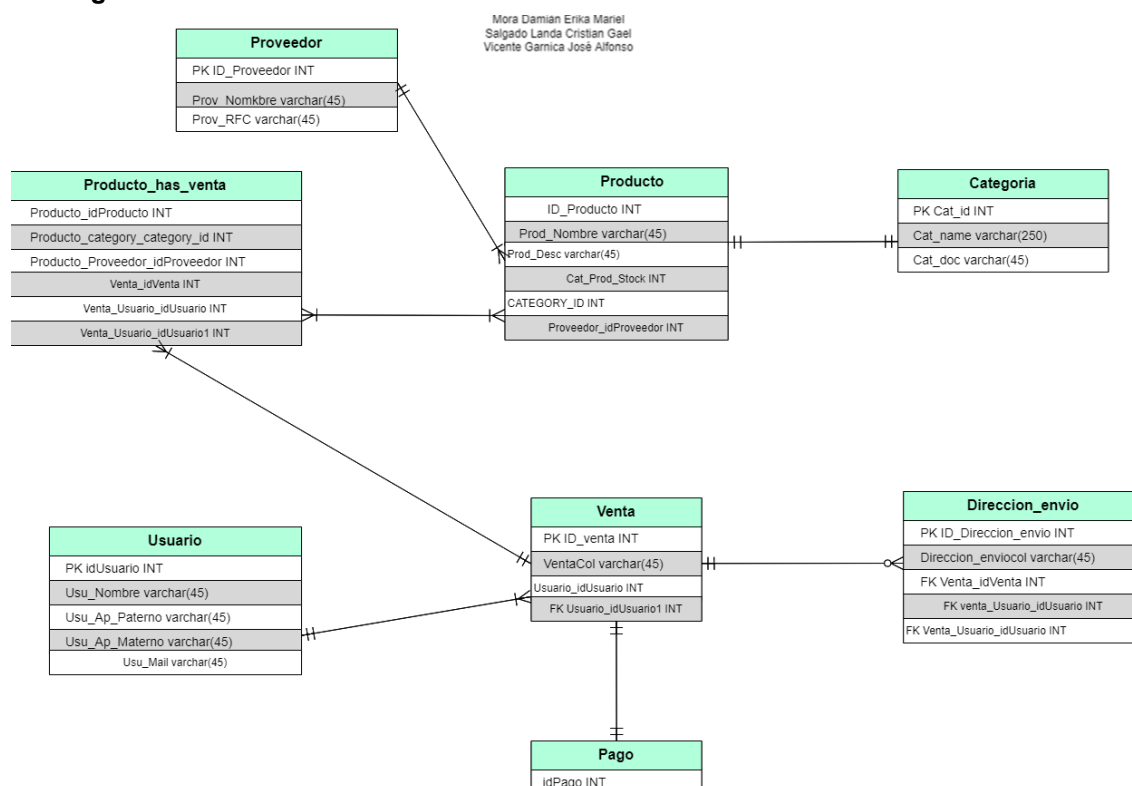 Mora Damian Erika Mariel
Salgado Landa Cristian Gael
Vicente Garnica Josè Alfonso
Proveedor
PK ID_Proveedor INT
Prov_Nomkbre varchar(45)
Prov_RFC varchar(45)
Producto_has_venta
Producto_idProducto INT
Producto_category_category_id INT
Producto_Proveedor_idProveedor INT
Venta_idVenta INT
Venta_Usuario_idUsuario INT
Venta_Usuario_idUsuario1 INT
Producto
ID_Producto INT
Prod_Nombre varchar(45)
Prod_Desc varchar(45)
Cat_Prod_Stock INT
CATEGORY_ID INT
Proveedor_idProveedor INT
Categoria
PK Cat_id INT
Cat_name varchar(250)
Cat_doc varchar(45)
Usuario
PK idUsuario INT
Usu_Nombre varchar(45)
Usu_Ap_Paterno varchar(45)
Usu_Ap_Materno varchar(45)
Usu_Mail varchar(45)
Venta
PK ID_venta INT
VentaCol varchar(45)
Usuario_idUsuario INT
FK Usuario_idUsuario1 INT
Direccion_envio
PK ID_Direccion_envio INT
Direccion_enviocol varchar(45)
FK Venta_idVenta INT
FK venta_Usuario_idUsuario INT
FK Venta_Usuario_idUsuario INT
Pago
idPago INT